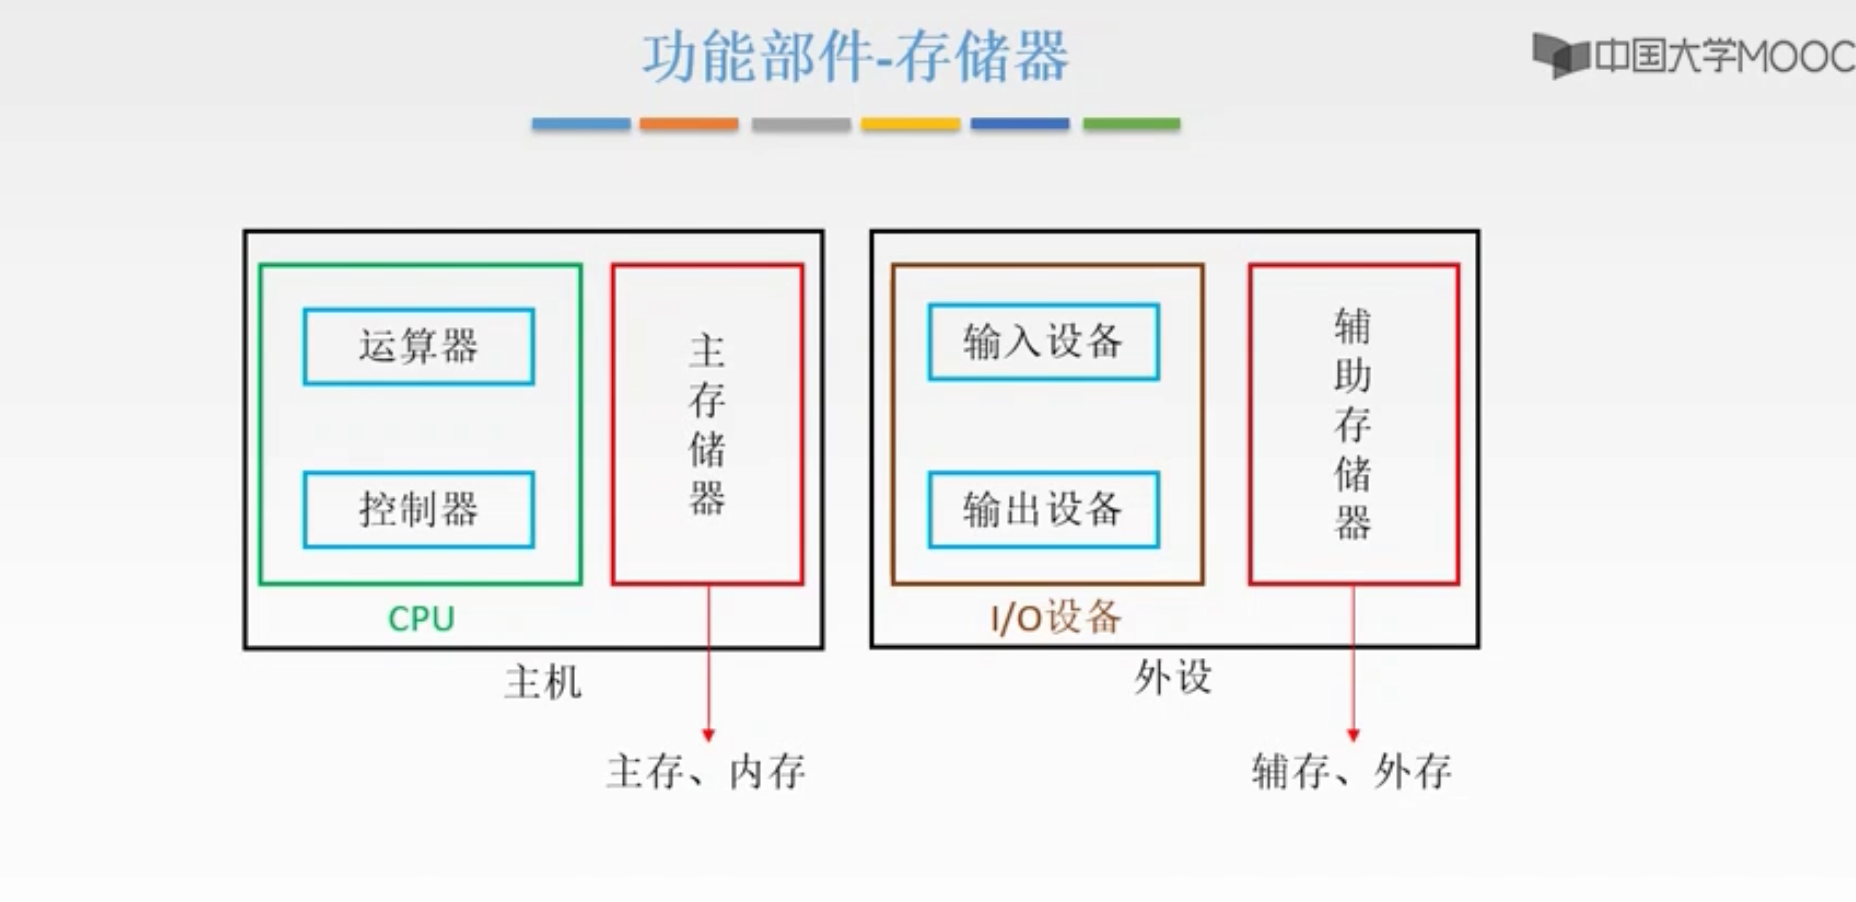 功能部件-存储器
中国大学MOOC
运算器
控制器
CPU
主存储器
主机
主存、内存
输入设备
输出设备
I/O设备
辅助存储器
外设
辅存、外存